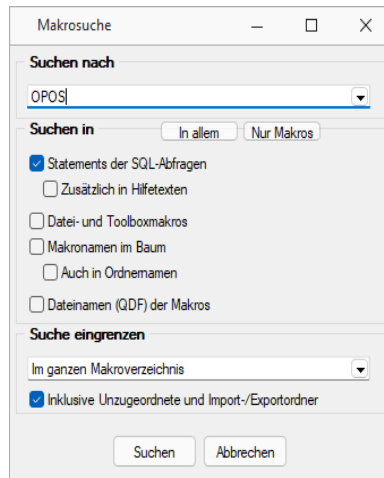 Makrosuche
Suchen nach
OPOS
Suchen in
In allem
Nur Makros
Statements der SQL-Abfragen
Zusätzlich in Hilfetexten
Datei- und Toolboxmakros
Makronamen im Baum
Auch in Ordnernamen
Dateinamen (QDF) der Makros
Suche eingrenzen
Im ganzen Makroverzeichnis
Inklusive Unzugeordnete und Import-/Exportordner
Suchen
Abbrechen